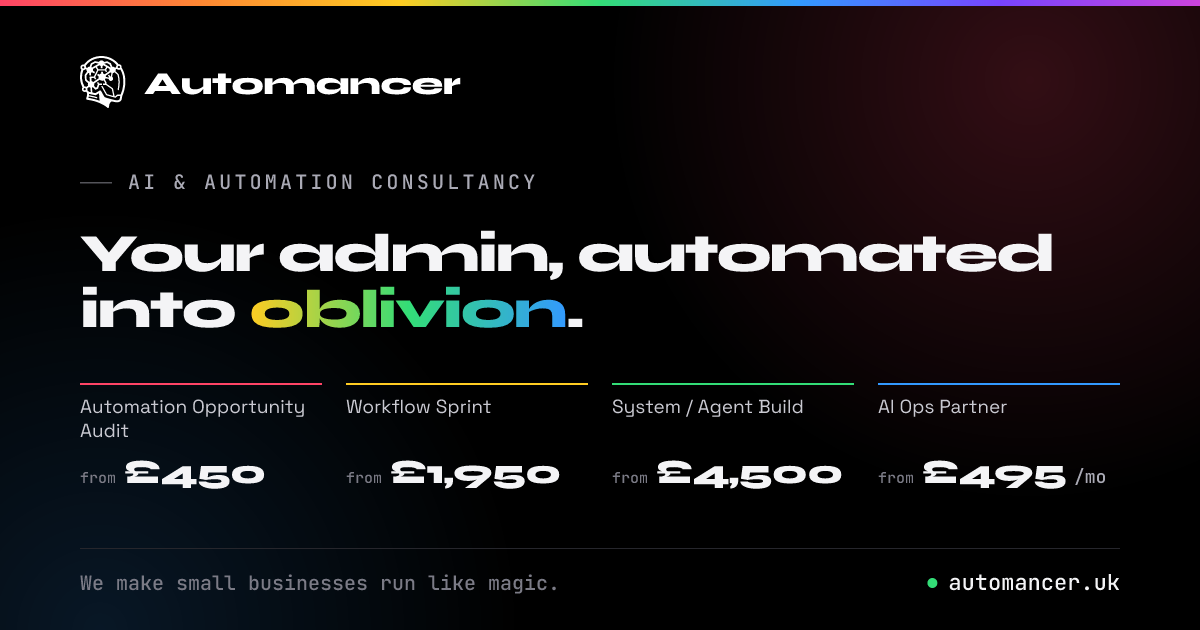 Automancer
AI & AUTOMATION CONSULTANCY
Your admin, automated
into oblivion.
Automation Opportunity
Audit
from £450
Workflow Sprint
from £1,950
System / Agent Build
from £4,500
AI Ops Partner
from £495 /mo
We make small businesses run like magic.
automancer.uk